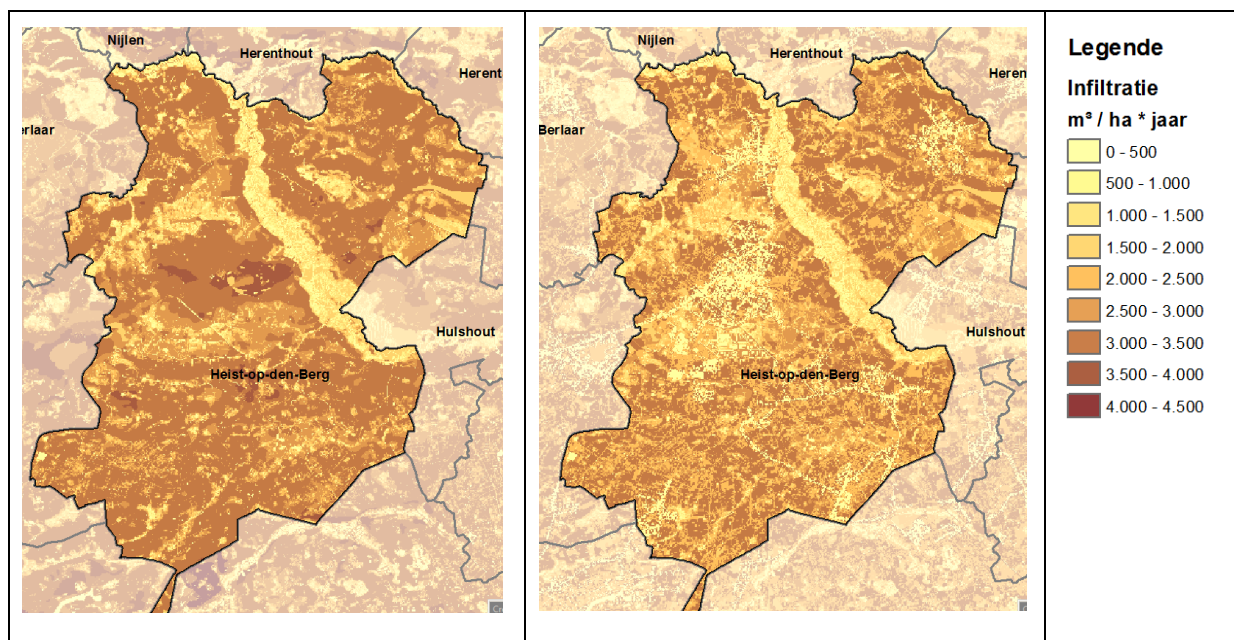 Nijlen
Herenthout
Herent
erlaar
Hulshout
Heist-op-den-Berg
Nijlen
Herenthout
Heren
Berlaar
Hulshout
Heist-op-den-Berg
Legende
Infiltratie
m³ / ha * jaar
0 - 500
500 - 1.000
1.000 - 1.500
1.500 - 2.000
2.000 - 2.500
2.500 - 3.000
3.000 - 3.500
3.500 - 4.000
4.000 - 4.500